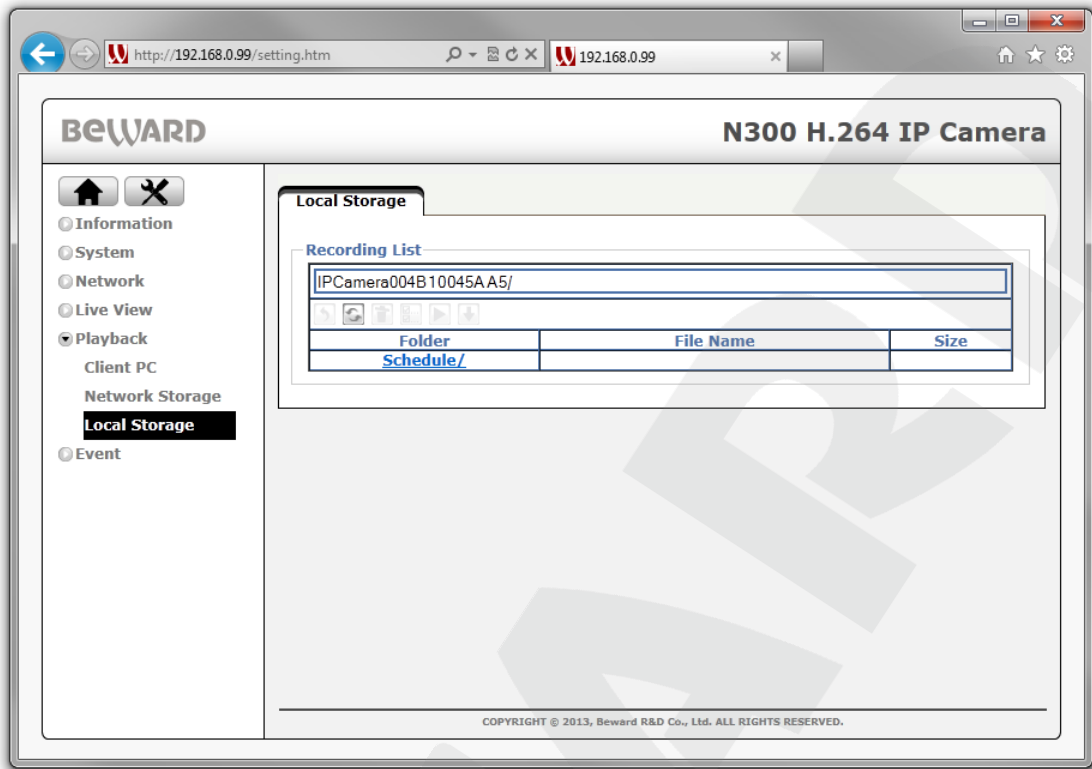 http://192.168.0.99/setting.htm
192.168.0.99
BEWARD
N300 H.264 IP Camera
Information
System
Network
Live View
Playback
Client PC
Network Storage
Local Storage
Event
Local Storage
Recording List
IPCamera004B10045AA5/
Folder File Name Size
Schedule/
COPYRIGHT © 2013, Beward R&D Co., Ltd. ALL RIGHTS RESERVED.